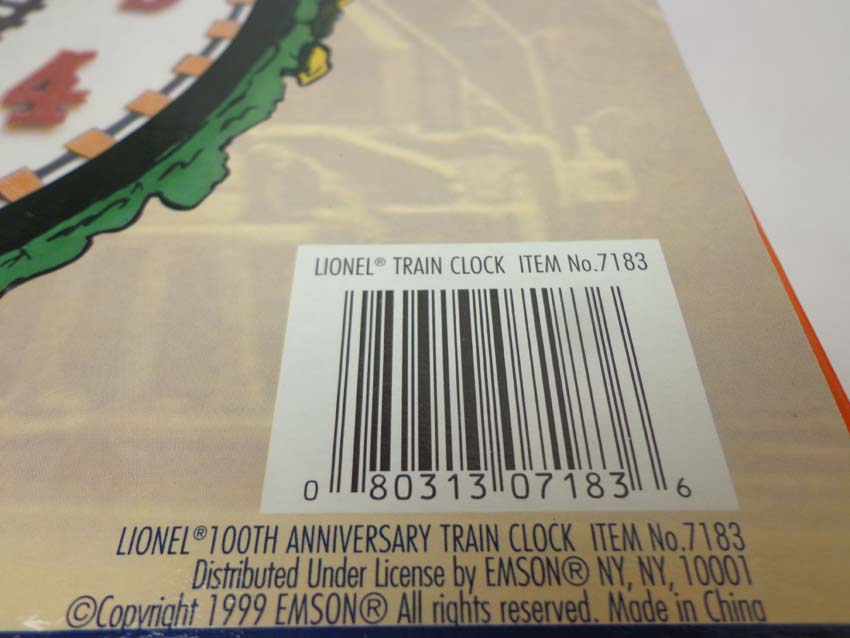 4
LIONEL® TRAIN CLOCK ITEM No.7183
0 80313 07183 6
LIONEL®100TH ANNIVERSARY TRAIN CLOCK ITEM No.7183
Distributed Under License by EMSON® NY, NY, 10001
©Copyright 1999 EMSON® All rights reserved. Made in China